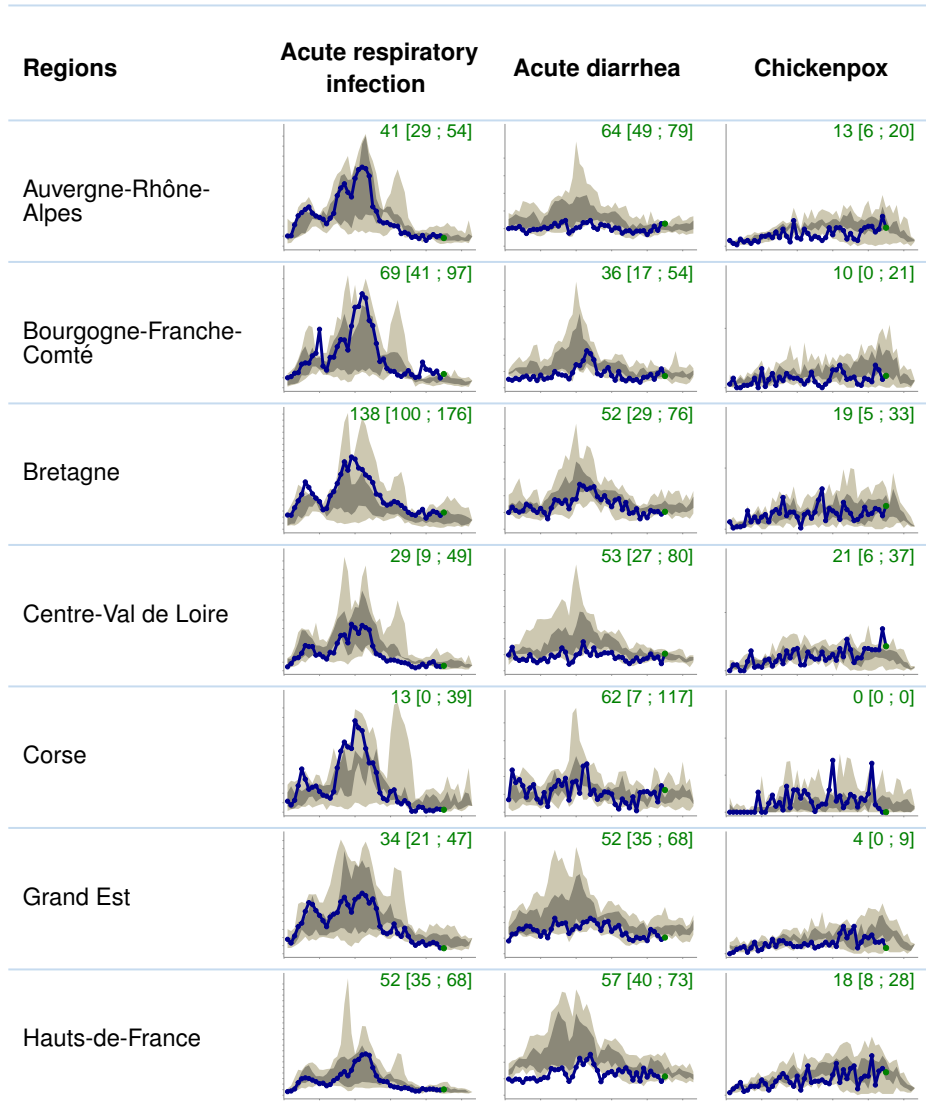 Regions
Acute respiratory
infection
Acute diarrhea
Chickenpox
Auvergne-Rhône-
Alpes
41 [29 ; 54]
64 [49 ; 79]
13 [6 ; 20]
Bourgogne-Franche-
Comté
69 [41 ; 97]
36 [17 ; 54]
10 [0 ; 21]
Bretagne
138 [100 ; 176]
52 [29 ; 76]
19 [5 ; 33]
Centre-Val de Loire
29 [9 ; 49]
53 [27 ; 80]
21 [6 ; 37]
Corse
13 [0 ; 39]
62 [7 ; 117]
0 [0 ; 0]
Grand Est
34 [21 ; 47]
52 [35 ; 68]
4 [0 ; 9]
Hauts-de-France
52 [35 ; 68]
57 [40 ; 73]
18 [8 ; 28]